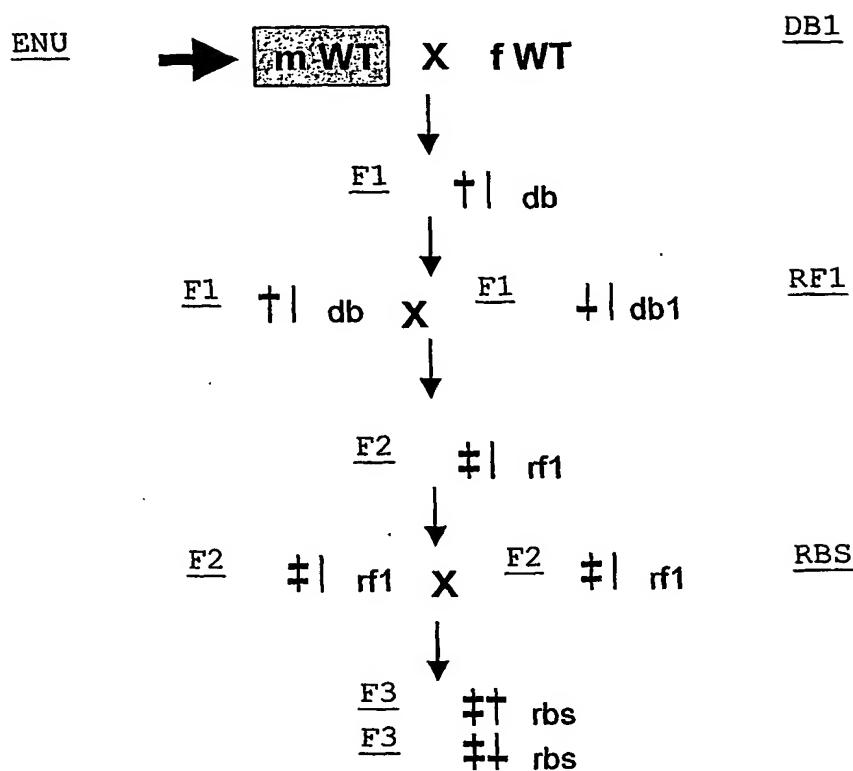 ENU m WT X f WT DB1
F1 †| db
F1 †| db X F1 ⸸| db1 RF1
F2 ‡| rf1
F2 ‡| rf1 X F2 ‡| rf1 RBS
F3 ‡† rbs
F3 ‡⸸ rbs